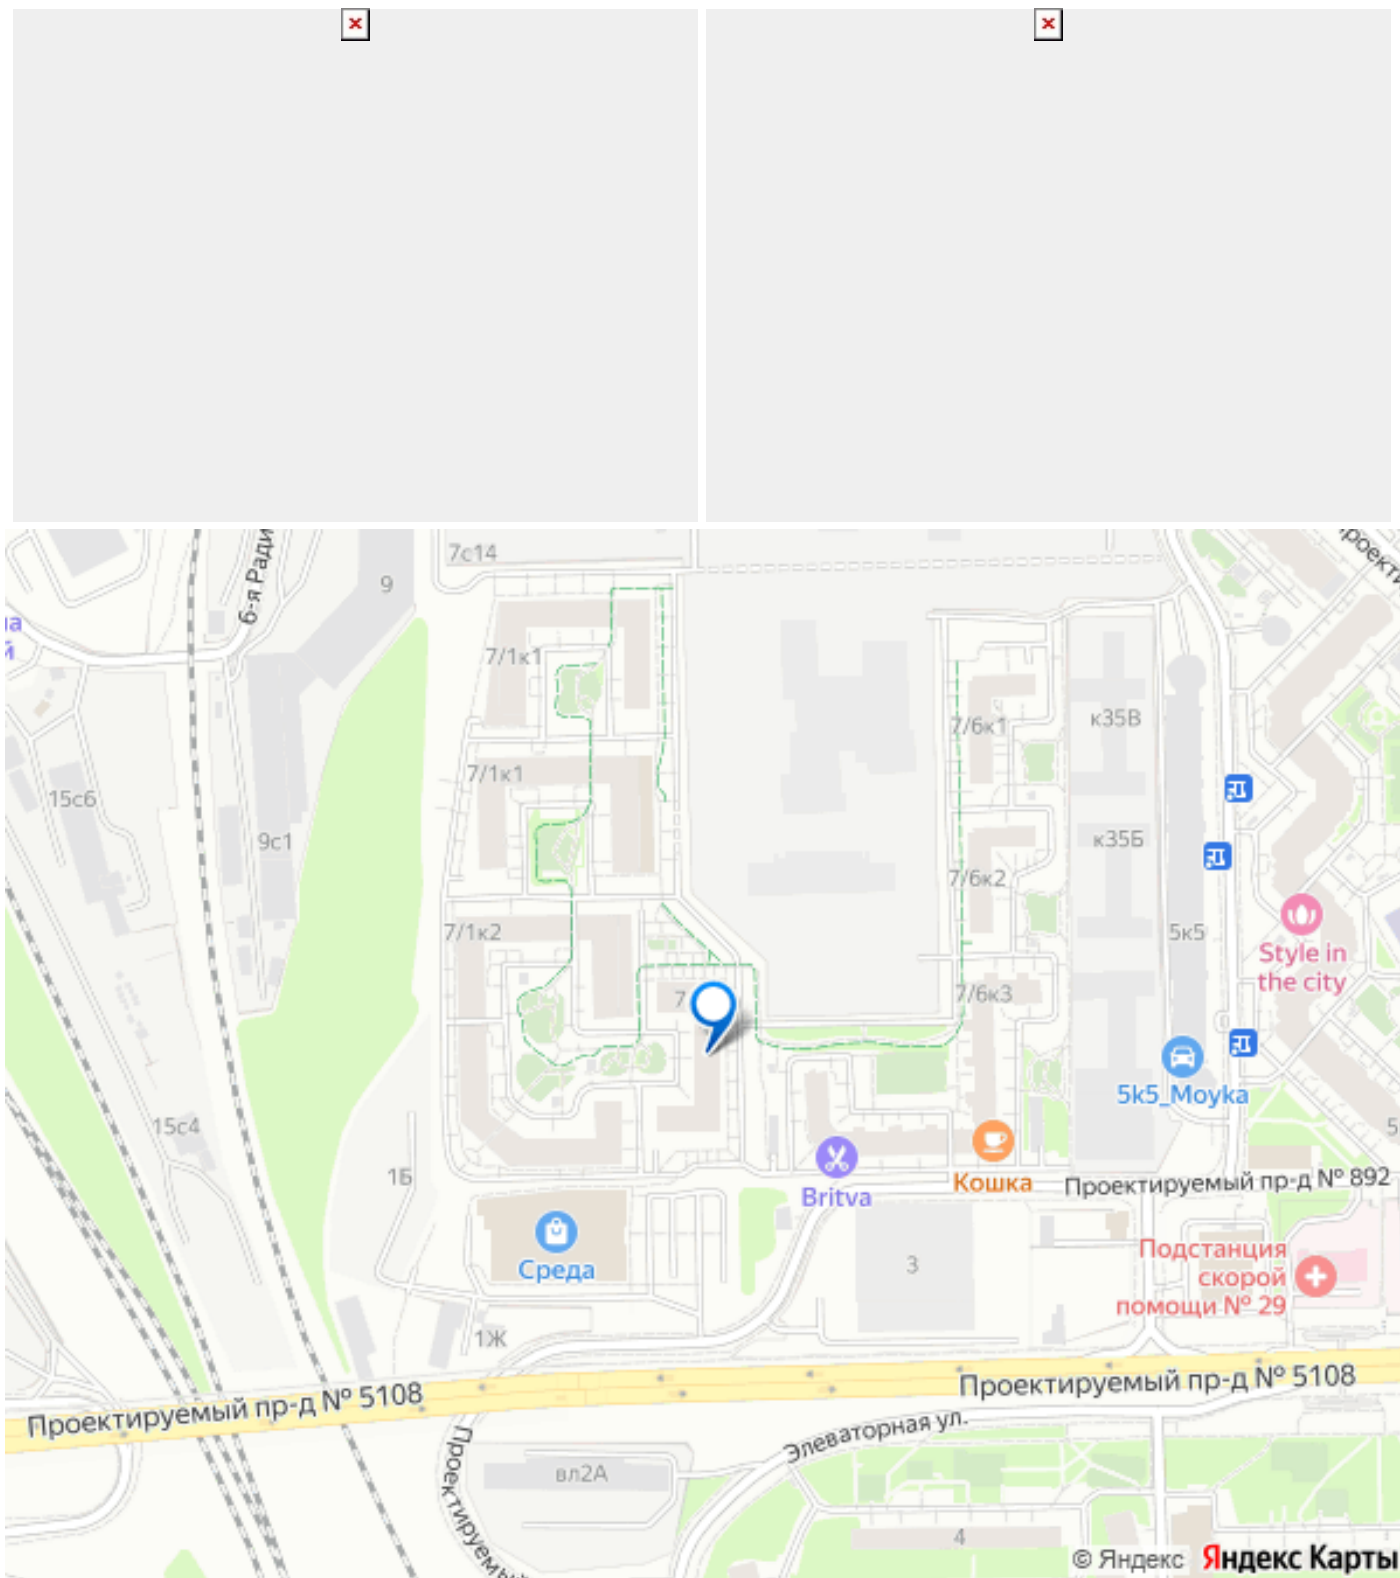 7с14
9
6-я Ради
7/1к1
7/6к1
к35В
7/1к1
15с6
9с1
к35Б
7/6к2
7/1к2
5к5
Style in
the city
7
7/6к3
5k5_Moyka
15с4
5
1Б
Britva
Кошка
Проектируемый пр-д № 892
Среда
3
Подстанция
скорой
помощи № 29
1Ж
Проектируемый пр-д № 5108
Проектируемый пр-д № 5108
Элеваторная ул.
Проектируемый
вл2А
4
© Яндекс Яндекс Карты